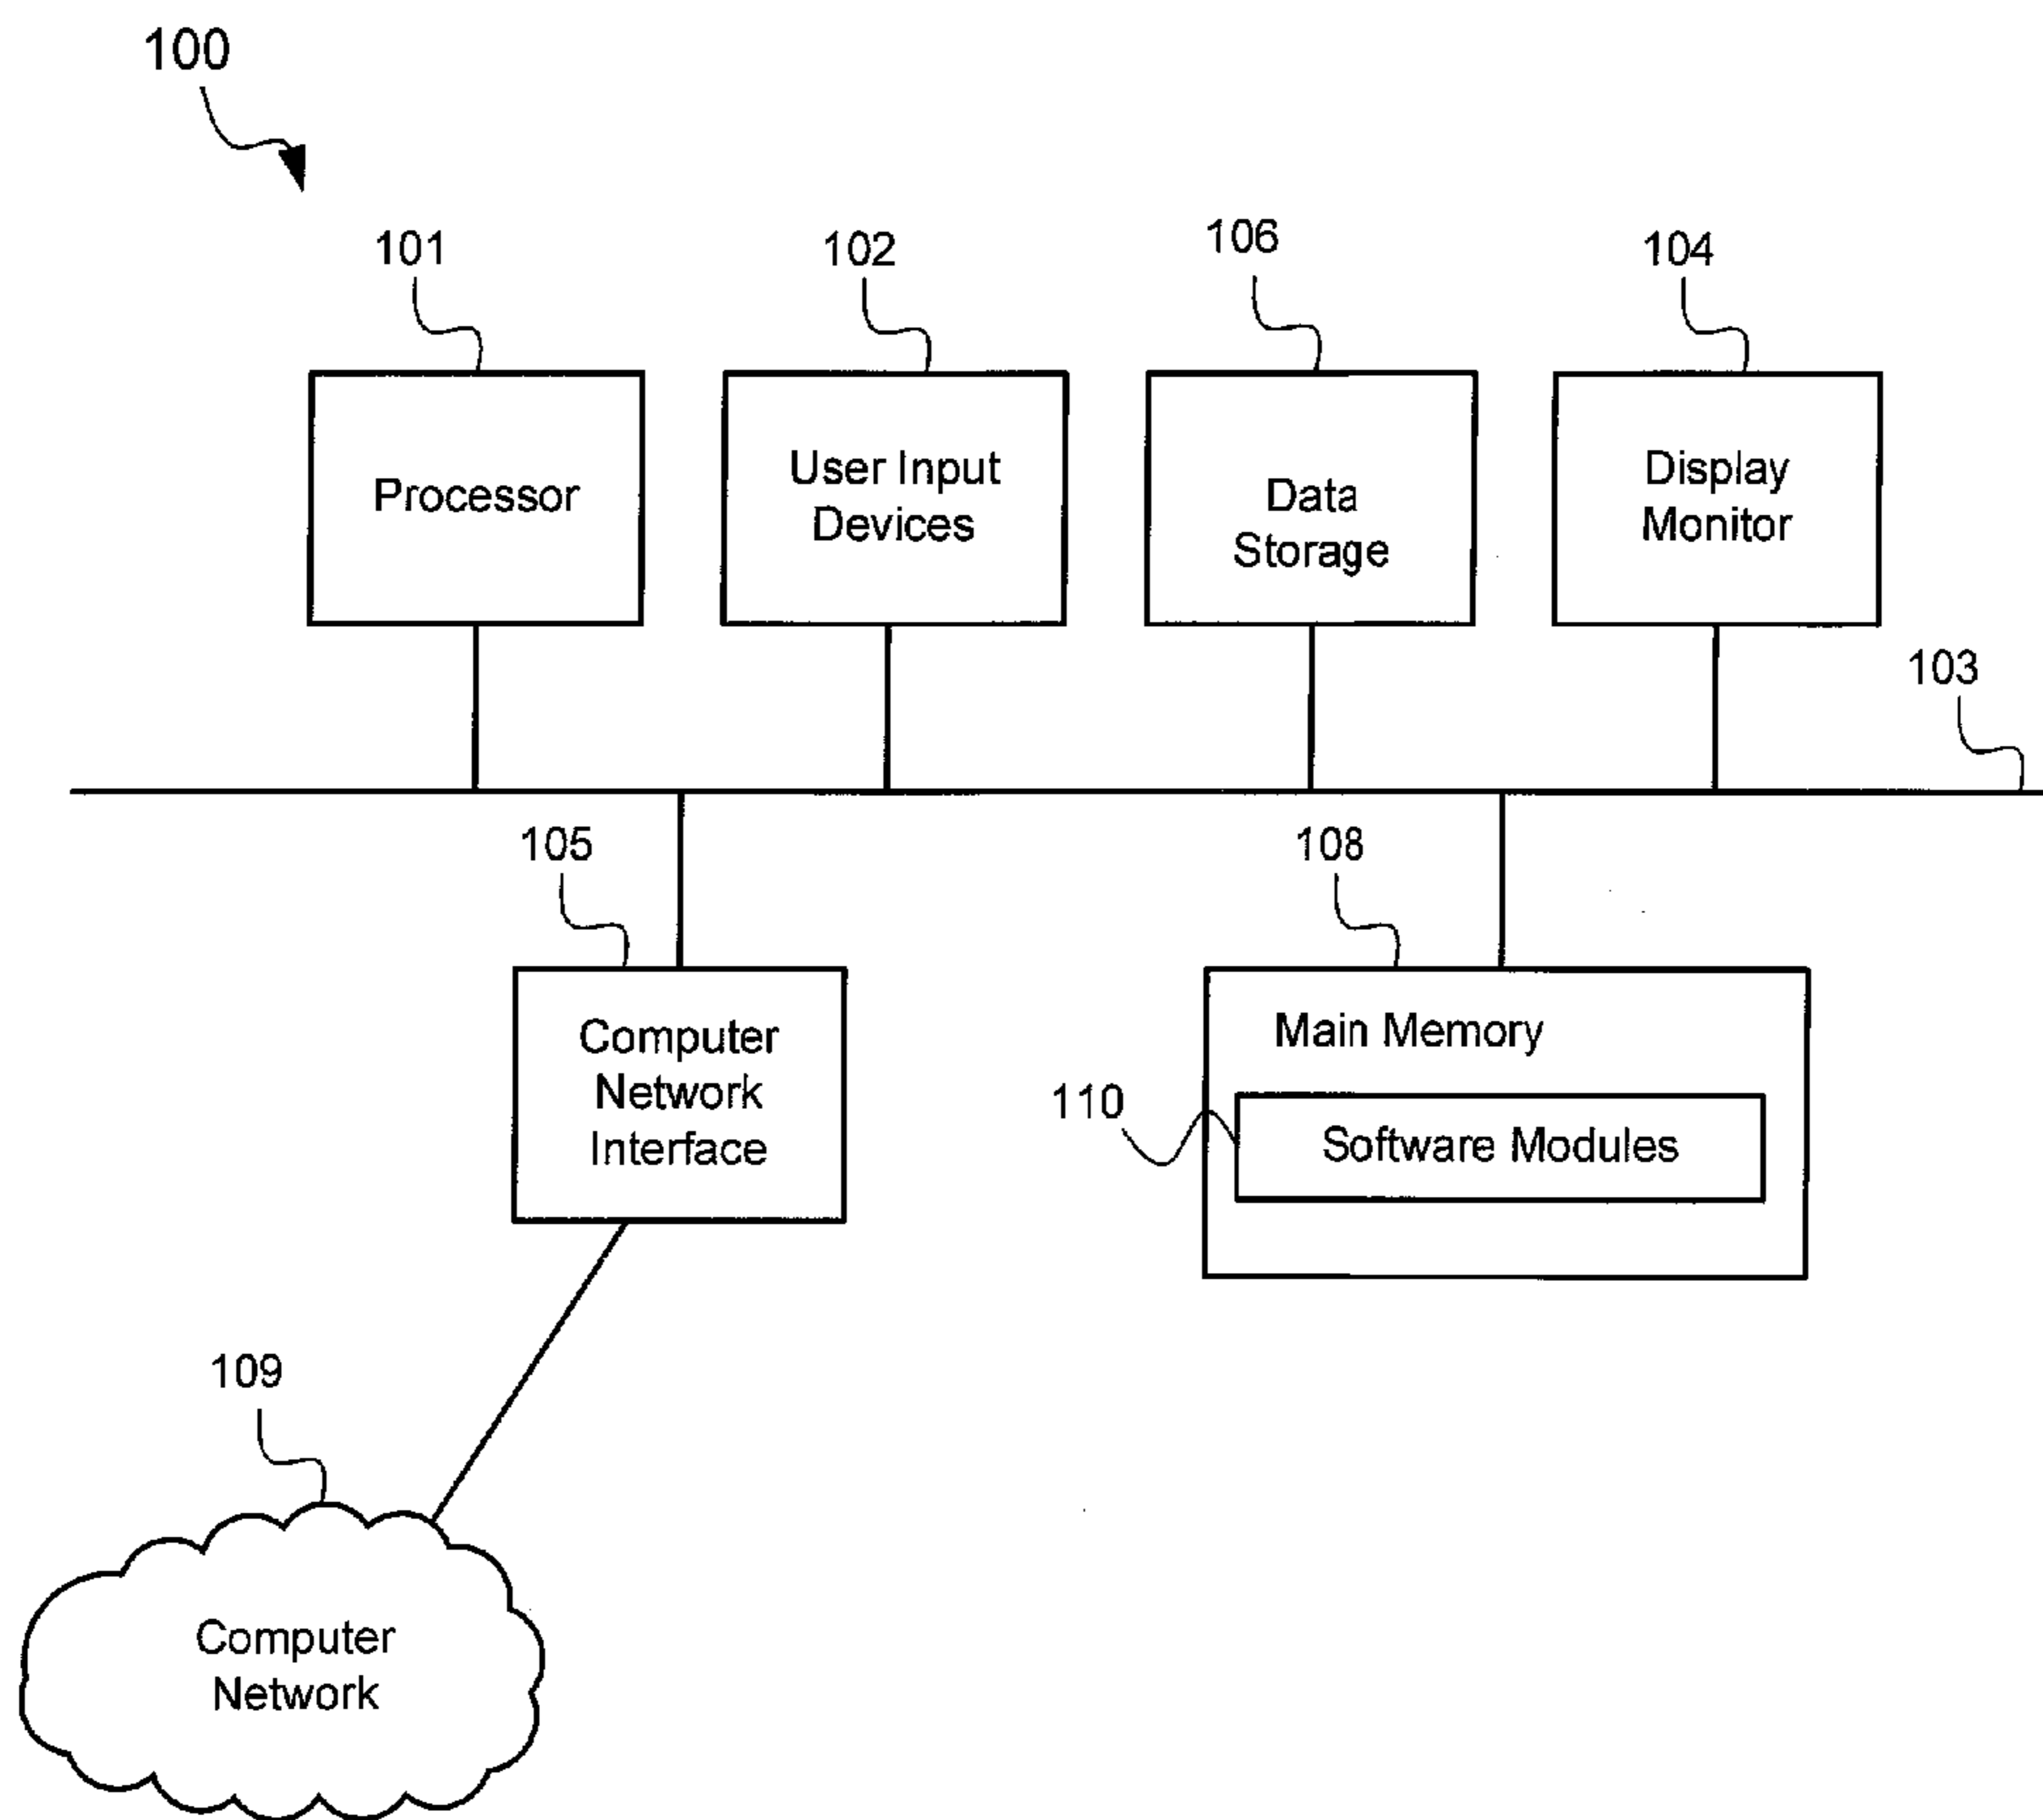 100
101
102
106
104
Processor
User Input
Devices
Data
Storage
Display
Monitor
103
105
108
Computer
Network
Interface
Main Memory
110
Software Modules
109
Computer
Network